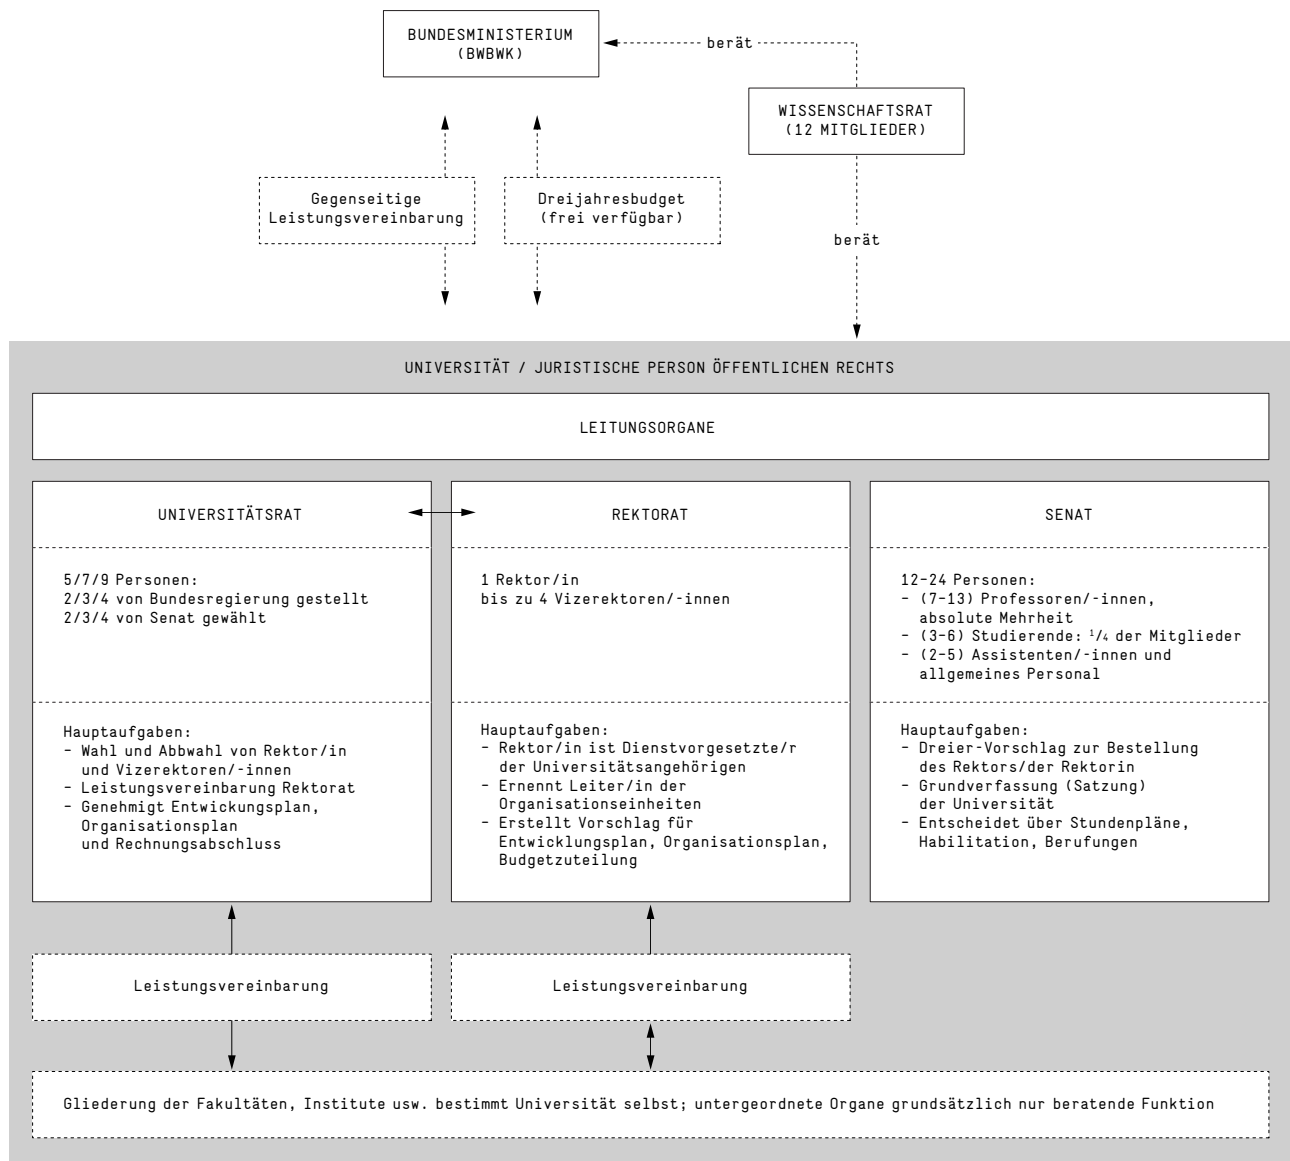 BUNDESMINISTERIUM
(BWBWK)
berät
WISSENSCHAFTSRAT
(12 MITGLIEDER)
Gegenseitige
Leistungsvereinbarung
Dreijahresbudget
(frei verfügbar)
berät
UNIVERSITÄT / JURISTISCHE PERSON ÖFFENTLICHEN RECHTS
LEITUNGSORGANE
UNIVERSITÄTSRAT
5/7/9 Personen:
2/3/4 von Bundesregierung gestellt
2/3/4 von Senat gewählt
Hauptaufgaben:
- Wahl und Abbwahl von Rektor/in
und Vizerektoren/-innen
- Leistungsvereinbarung Rektorat
- Genehmigt Entwickungsplan,
Organisationsplan
und Rechnungsabschluss
REKTORAT
1 Rektor/in
bis zu 4 Vizerektoren/-innen
Hauptaufgaben:
- Rektor/in ist Dienstvorgesetzte/r
der Universitätsangehörigen
- Ernennt Leiter/in der
Organisationseinheiten
- Erstellt Vorschlag für
Entwicklungsplan, Organisationsplan,
Budgetzuteilung
SENAT
12-24 Personen:
- (7-13) Professoren/-innen,
absolute Mehrheit
- (3-6) Studierende: 1/4 der Mitglieder
- (2-5) Assistenten/-innen und
allgemeines Personal
Hauptaufgaben:
- Dreier-Vorschlag zur Bestellung
des Rektors/der Rektorin
- Grundverfassung (Satzung)
der Universität
- Entscheidet über Stundenpläne,
Habilitation, Berufungen
Leistungsvereinbarung
Leistungsvereinbarung
Gliederung der Fakultäten, Institute usw. bestimmt Universität selbst; untergeordnete Organe grundsätzlich nur beratende Funktion